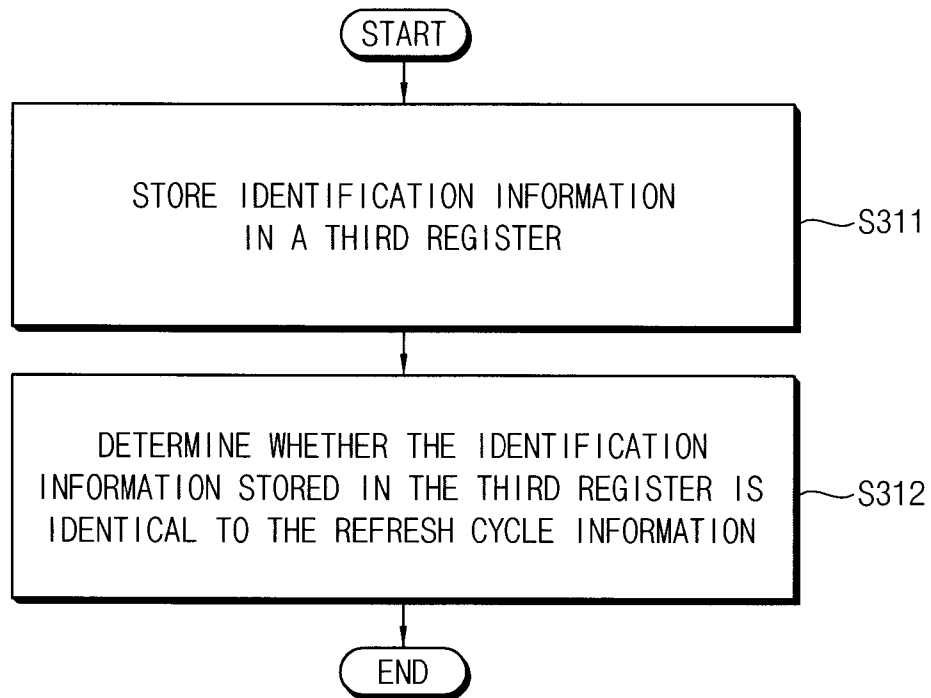 START
STORE IDENTIFICATION INFORMATION
IN A THIRD REGISTER
S311
DETERMINE WHETHER THE IDENTIFICATION
INFORMATION STORED IN THE THIRD REGISTER IS
IDENTICAL TO THE REFRESH CYCLE INFORMATION
S312
END